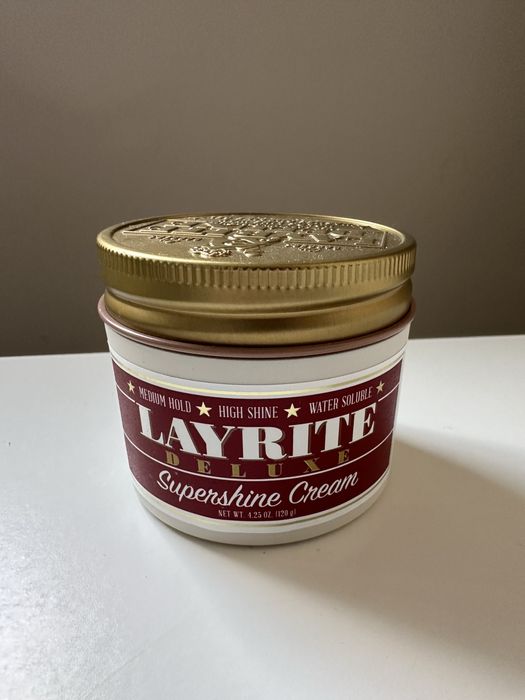 ★ MEDIUM HOLD ★ HIGH SHINE ★ WATER SOLUBLE ★
LAYRITE
DELUXE
Supershine Cream
NET WT. 4.25 OZ. (120 g)